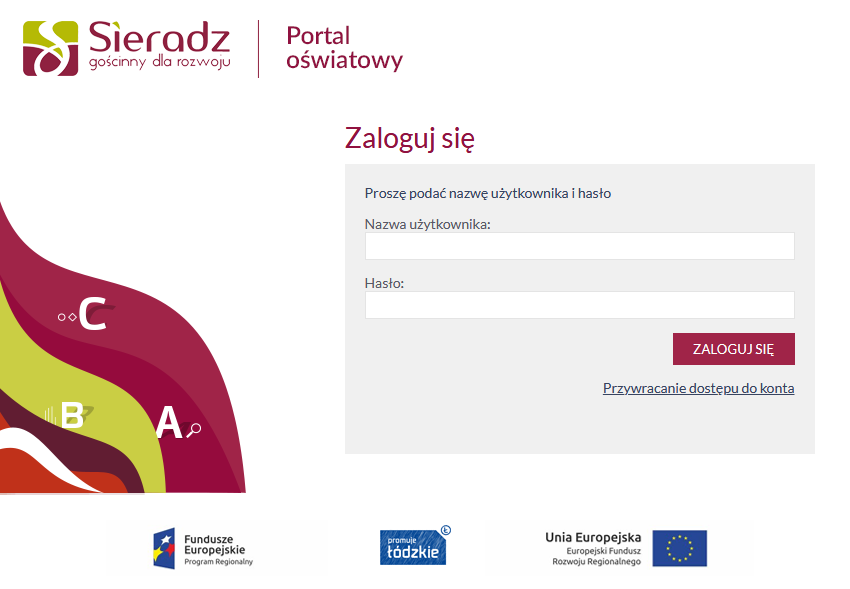 Sieradz
gościnny dla rozwoju
Portal
oświatowy
Zaloguj się
Proszę podać nazwę użytkownika i hasło
Nazwa użytkownika:
Hasło:
ZALOGUJ SIĘ
Przywracanie dostępu do konta
C
B
A
Fundusze
Europejskie
Program Regionalny
promuje
łódzkie
Ł
Unia Europejska
Europejski Fundusz
Rozwoju Regionalnego